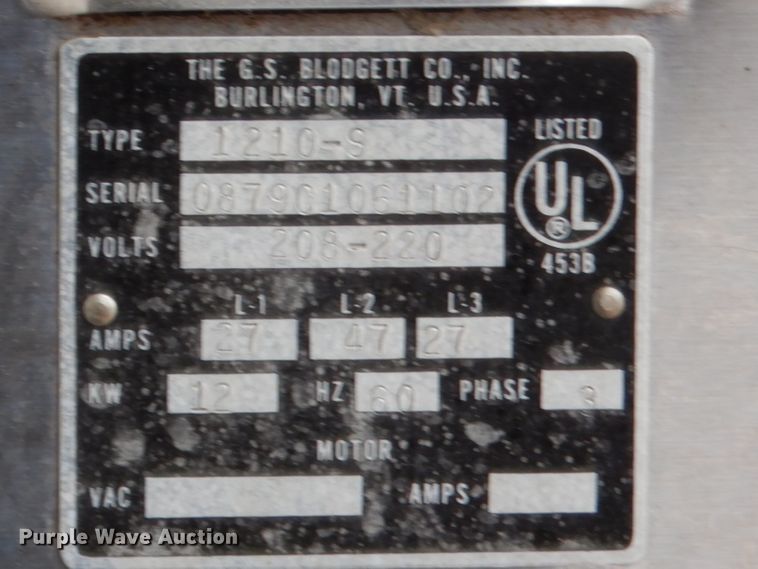 THE G.S. BLODGETT CO., INC.
BURLINGTON, VT. U.S.A.
TYPE 1210-S LISTED
SERIAL UL ®
VOLTS 208-220 453B
L-1 L-2 L-3
AMPS 27 47 27
KW 12 HZ 60 PHASE 3
MOTOR
VAC AMPS
Purple Wave Auction